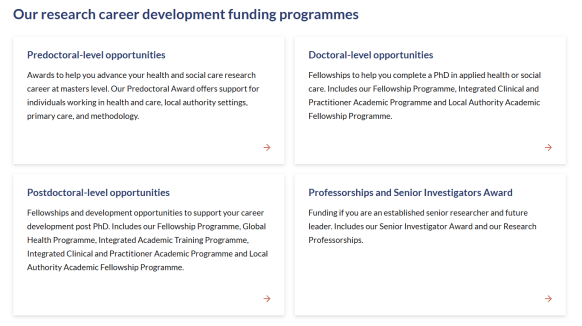 Our research career development funding programmes
Predoctoral-level opportunities
Awards to help you advance your health and social care research
career at masters level. Our Predoctoral Award offers support for
individuals working in health and care, local authority settings,
primary care, and methodology.
Doctoral-level opportunities
Fellowships to help you complete a PhD in applied health or social
care. Includes our Fellowship Programme, Integrated Clinical and
Practitioner Academic Programme and Local Authority Academic
Fellowship Programme.
Postdoctoral-level opportunities
Fellowships and development opportunities to support your career
development post PhD. Includes our Fellowship Programme, Global
Health Programme, Integrated Academic Training Programme,
Integrated Clinical and Practitioner Academic Programme and Local
Authority Academic Fellowship Programme.
Professorships and Senior Investigators Award
Funding if you are an established senior researcher and future
leader. Includes our Senior Investigator Award and our Research
Professorships.